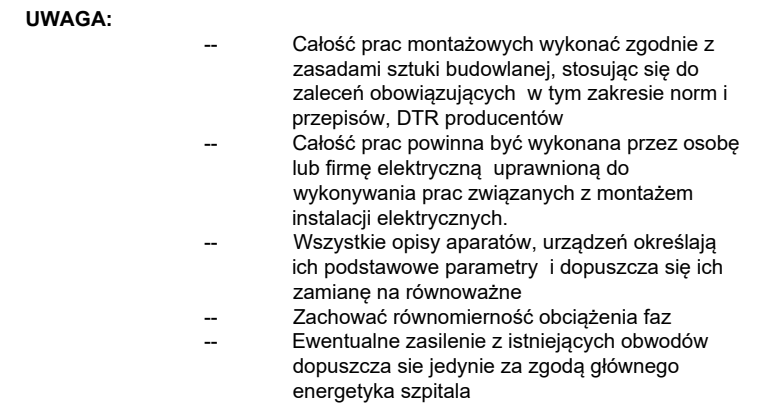 UWAGA:
-- Całość prac montażowych wykonać zgodnie z
zasadami sztuki budowlanej, stosując się do
zaleceń obowiązujących w tym zakresie norm i
przepisów, DTR producentów
-- Całość prac powinna być wykonana przez osobę
lub firmę elektryczną uprawnioną do
wykonywania prac związanych z montażem
instalacji elektrycznych.
-- Wszystkie opisy aparatów, urządzeń określają
ich podstawowe parametry i dopuszcza się ich
zamianę na równoważne
-- Zachować równomierność obciążenia faz
-- Ewentualne zasilenie z istniejących obwodów
dopuszcza sie jedynie za zgodą głównego
energetyka szpitala